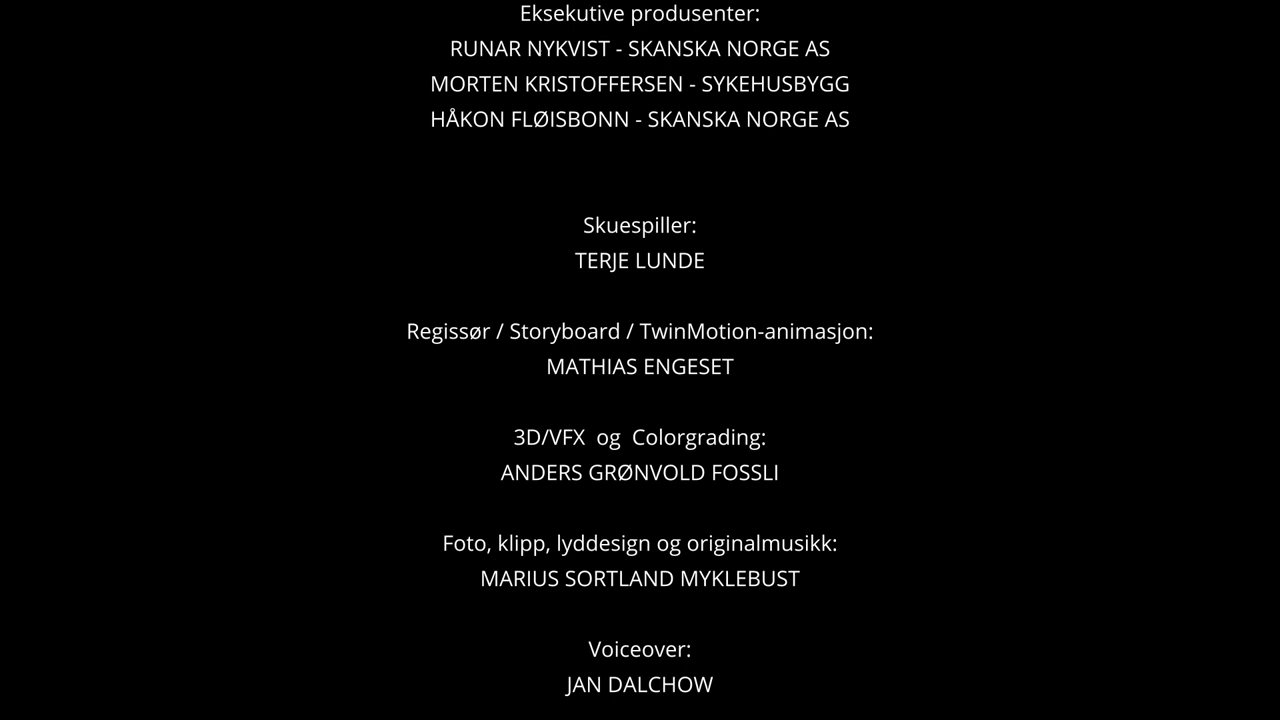 Eksekutive produsenter:
RUNAR NYKVIST - SKANSKA NORGE AS
MORTEN KRISTOFFERSEN - SYKEHUSBYGG
HÅKON FLØISBONN - SKANSKA NORGE AS
Skuespiller:
TERJE LUNDE
Regissør / Storyboard / TwinMotion-animasjon:
MATHIAS ENGESET
3D/VFX og Colorgrading:
ANDERS GRØNVOLD FOSSLI
Foto, klipp, lyddesign og originalmusikk:
MARIUS SORTLAND MYKLEBUST
Voiceover:
JAN DALCHOW